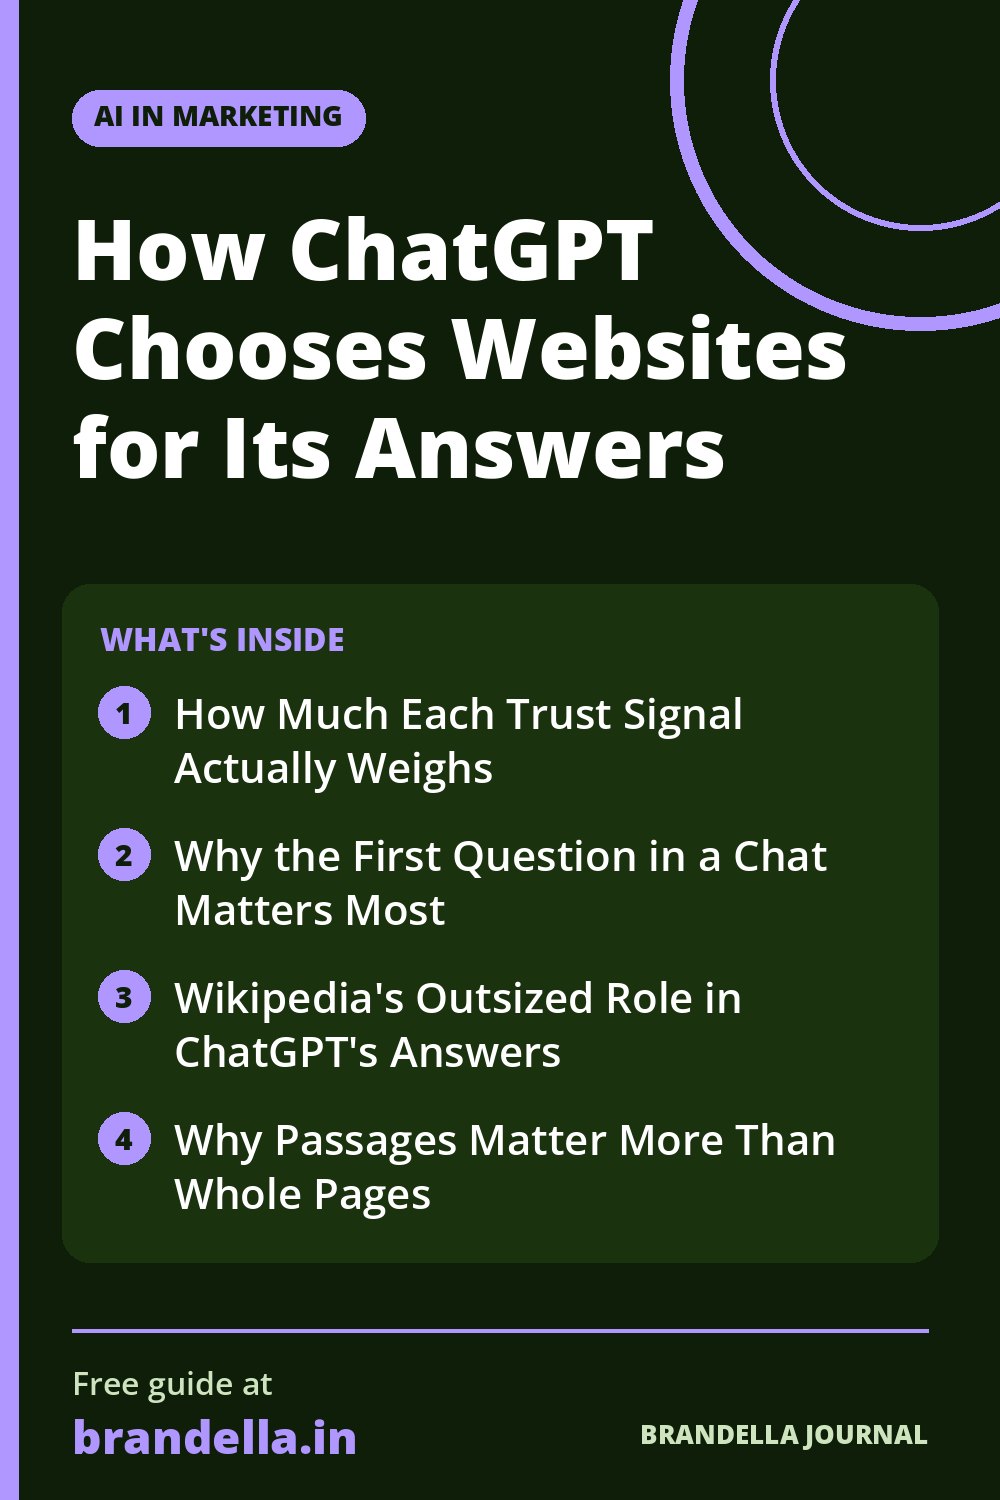 AI IN MARKETING
How ChatGPT
Chooses Websites
for Its Answers
WHAT'S INSIDE
1 How Much Each Trust Signal
Actually Weighs
2 Why the First Question in a Chat
Matters Most
3 Wikipedia's Outsized Role in
ChatGPT's Answers
4 Why Passages Matter More Than
Whole Pages
Free guide at
brandella.in
BRANDELLA JOURNAL